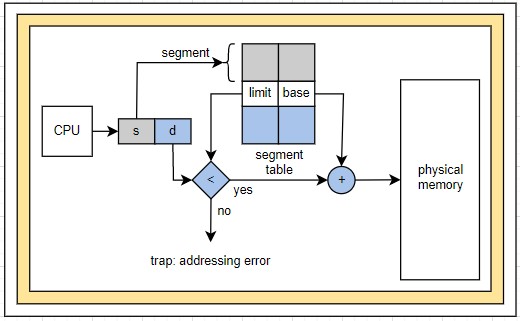 segment
limit
base
CPU
s
d
segment
table
<
yes
+
physical
memory
no
trap: addressing error